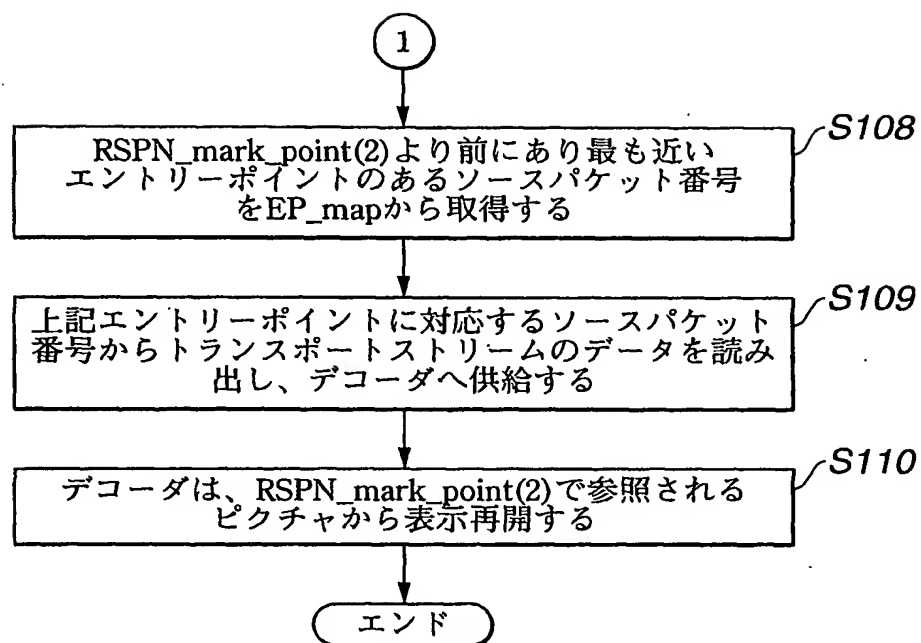 1
RSPN_mark_point(2)より前にあり最も近い
エントリーポイントのあるソースパケット番号
をEP_mapから取得する
S108
上記エントリーポイントに対応するソースパケット
番号からトランスポートストリームのデータを読み
出し、デコーダへ供給する
S109
デコーダは、RSPN_mark_point(2)で参照される
ピクチャから表示再開する
S110
エンド